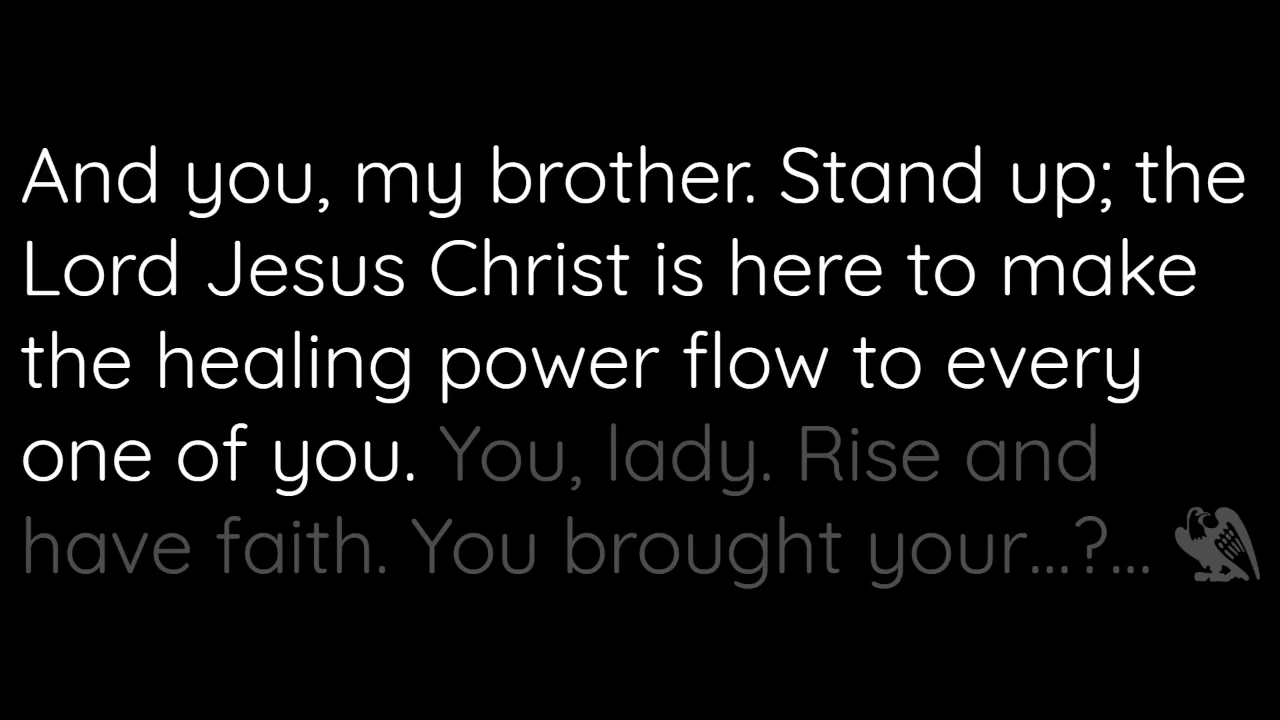 And you, my brother. Stand up; the
Lord Jesus Christ is here to make
the healing power flow to every
one of you. You, lady. Rise and
have faith. You brought your...?...